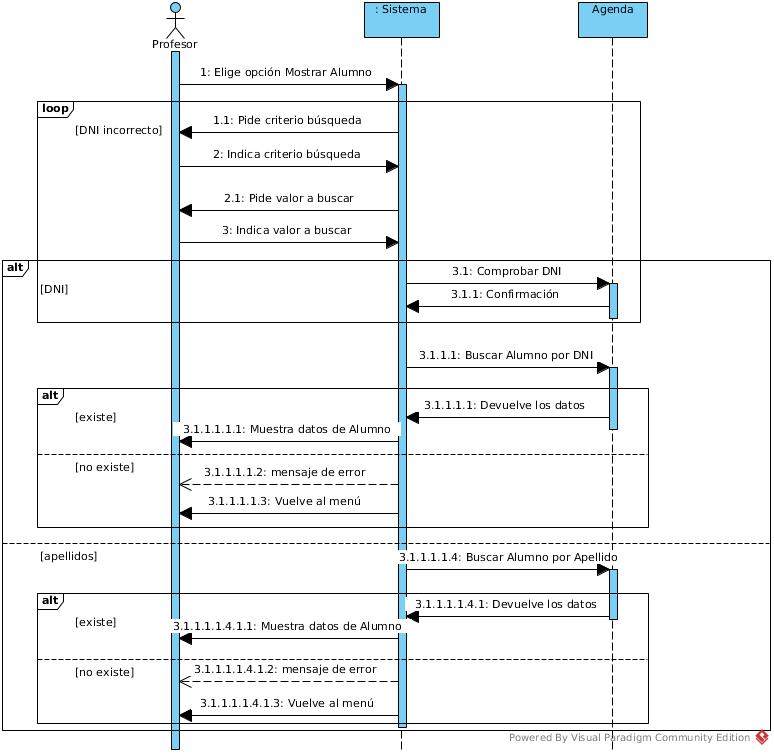 : Sistema
Agenda
Profesor
1: Elige opción Mostrar Alumno
loop
1.1: Pide criterio búsqueda
[DNI incorrecto]
2: Indica criterio búsqueda
2.1: Pide valor a buscar
3: Indica valor a buscar
alt
3.1: Comprobar DNI
[DNI]
3.1.1: Confirmación
3.1.1.1: Buscar Alumno por DNI
alt
3.1.1.1.1: Devuelve los datos
[existe]
3.1.1.1.1.1: Muestra datos de Alumno
[no existe]
3.1.1.1.1.2: mensaje de error
3.1.1.1.1.3: Vuelve al menú
[apellidos]
3.1.1.1.1.4: Buscar Alumno por Apellido
alt
3.1.1.1.1.4.1: Devuelve los datos
[existe]
3.1.1.1.1.4.1.1: Muestra datos de Alumno
[no existe]
3.1.1.1.1.4.1.2: mensaje de error
3.1.1.1.1.4.1.3: Vuelve al menú
Powered By Visual Paradigm Community Edition